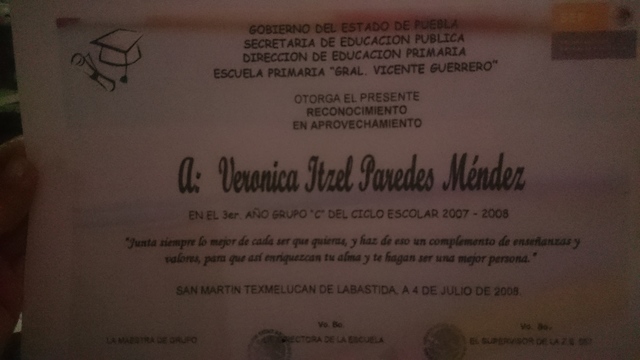 GOBIERNO DEL ESTADO DE PUEBLA
SECRETARIA DE EDUCACION PUBLICA
DIRECCION DE EDUCACION PRIMARIA
ESCUELA PRIMARIA "GRAL. VICENTE GUERRERO"
OTORGA EL PRESENTE
RECONOCIMIENTO
EN APROVECHAMIENTO
A: Veronica Itzel Paredes Méndez
EN EL 3er. AÑO GRUPO "C" DEL CICLO ESCOLAR 2007 - 2008
"Junta siempre lo mejor de cada ser que quieras, y haz de eso un complemento de enseñanzas y
valores, para que así enriquezcan tu alma y te hagan ser una mejor persona."
SAN MARTIN TEXMELUCAN DE LABASTIDA, A 4 DE JULIO DE 2008.
Vo. Bo. Vo. Bo.
LA MAESTRA DE GRUPO DIRECTORA DE LA ESCUELA EL SUPERVISOR DE LA Z.E.